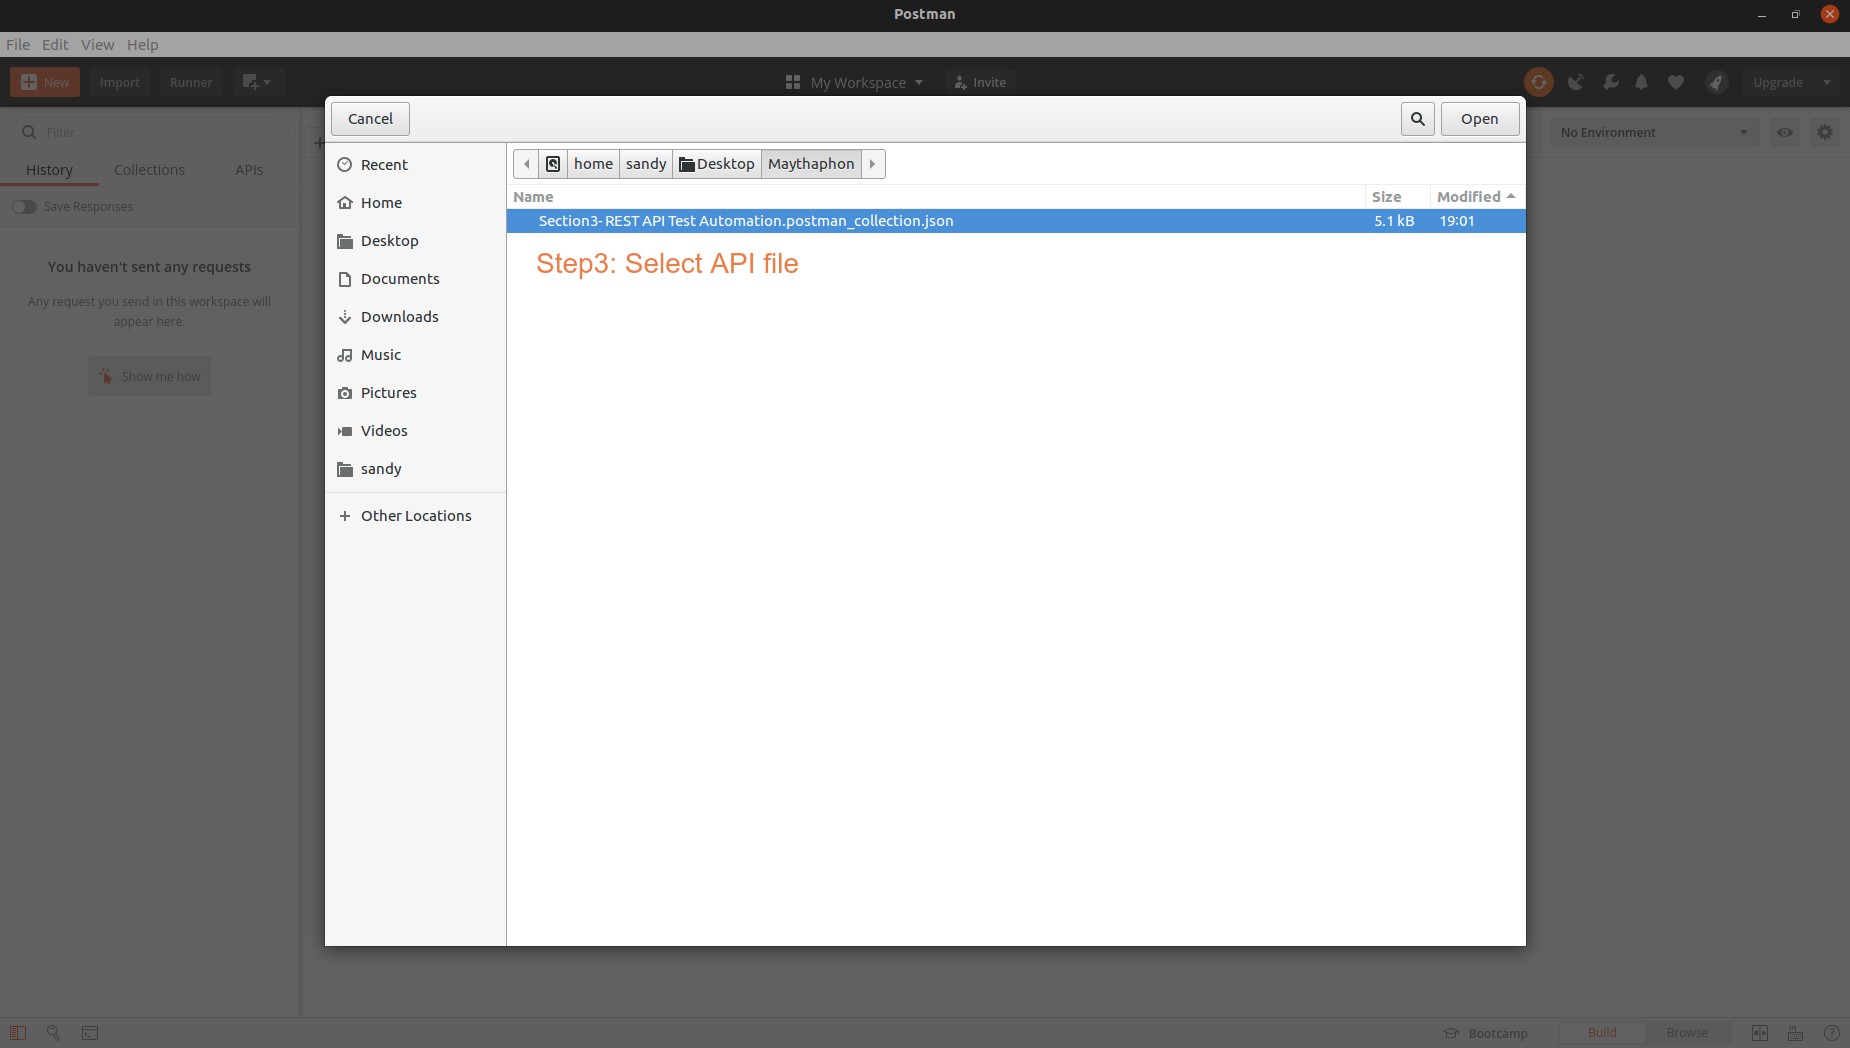 Postman
File Edit View Help
New Import Runner My Workspace Invite Upgrade
Cancel Open
Filter
No Environment
History Collections APIs
Save Responses
You haven't sent any requests
Any request you send in this workspace will
appear here.
Show me how
Recent
Home
Desktop
Documents
Downloads
Music
Pictures
Videos
sandy
Other Locations
home sandy Desktop Maythaphon
Name Size Modified
Section3- REST API Test Automation.postman_collection.json 5.1 kB 19:01
Step3: Select API file
Bootcamp Build Browse